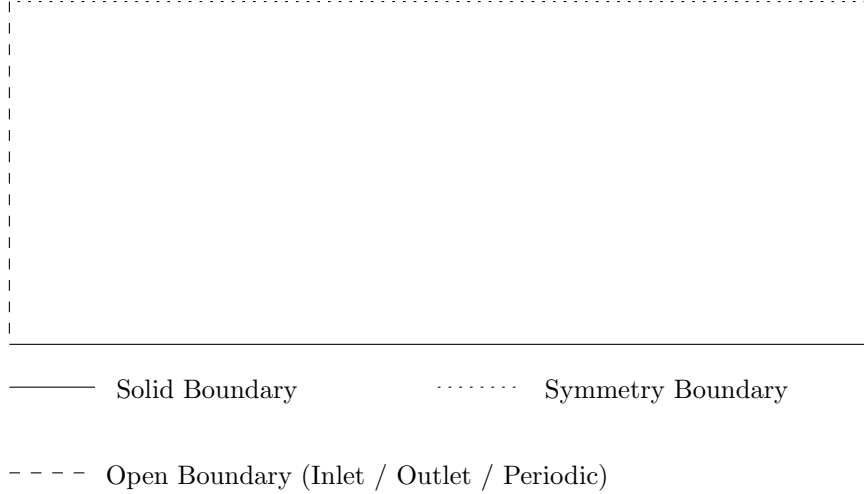 Solid Boundary
Symmetry Boundary
Open Boundary (Inlet / Outlet / Periodic)